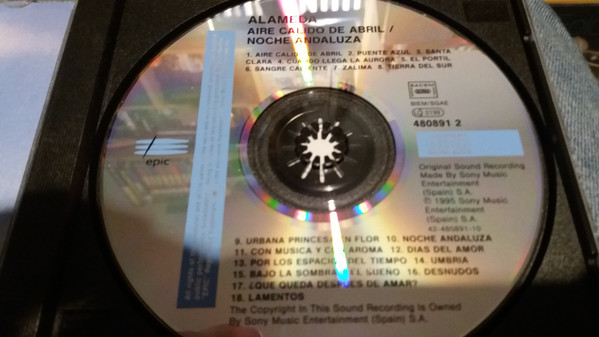 ALAMEDA
AIRE CALIDO DE ABRIL /
NOCHE ANDALUZA
1. AIRE CALIDO DE ABRIL 2. PUENTE AZUL 3. SANTA
CLARA 4. CUANDO LLEGA LA AURORA 5. EL PORTIL
6. SANGRE CALIENTE 7. ZALIMA 8. TIERRA DEL SUR
BIEM/SGAE
480891 2
epic
Original Sound Recording
Made By Sony Music
Entertainment
(Spain) S.A.
℗ 1995 Sony Music
Entertainment
(Spain) S.A.
42-480891-10
9. URBANA PRINCESA EN FLOR 10. NOCHE ANDALUZA
11. CON MUSICA Y CON AROMA 12. DIAS DEL AMOR
13. POR LOS ESPACIOS DEL TIEMPO 14. UMBRIA
15. BAJO LA SOMBRA DEL SUEÑO 16. DESNUDOS
17. ¿QUE QUEDA DESPUES DE AMAR?
18. LAMENTOS
The Copyright In This Sound Recording Is Owned
By Sony Music Entertainment (Spain) S.A.